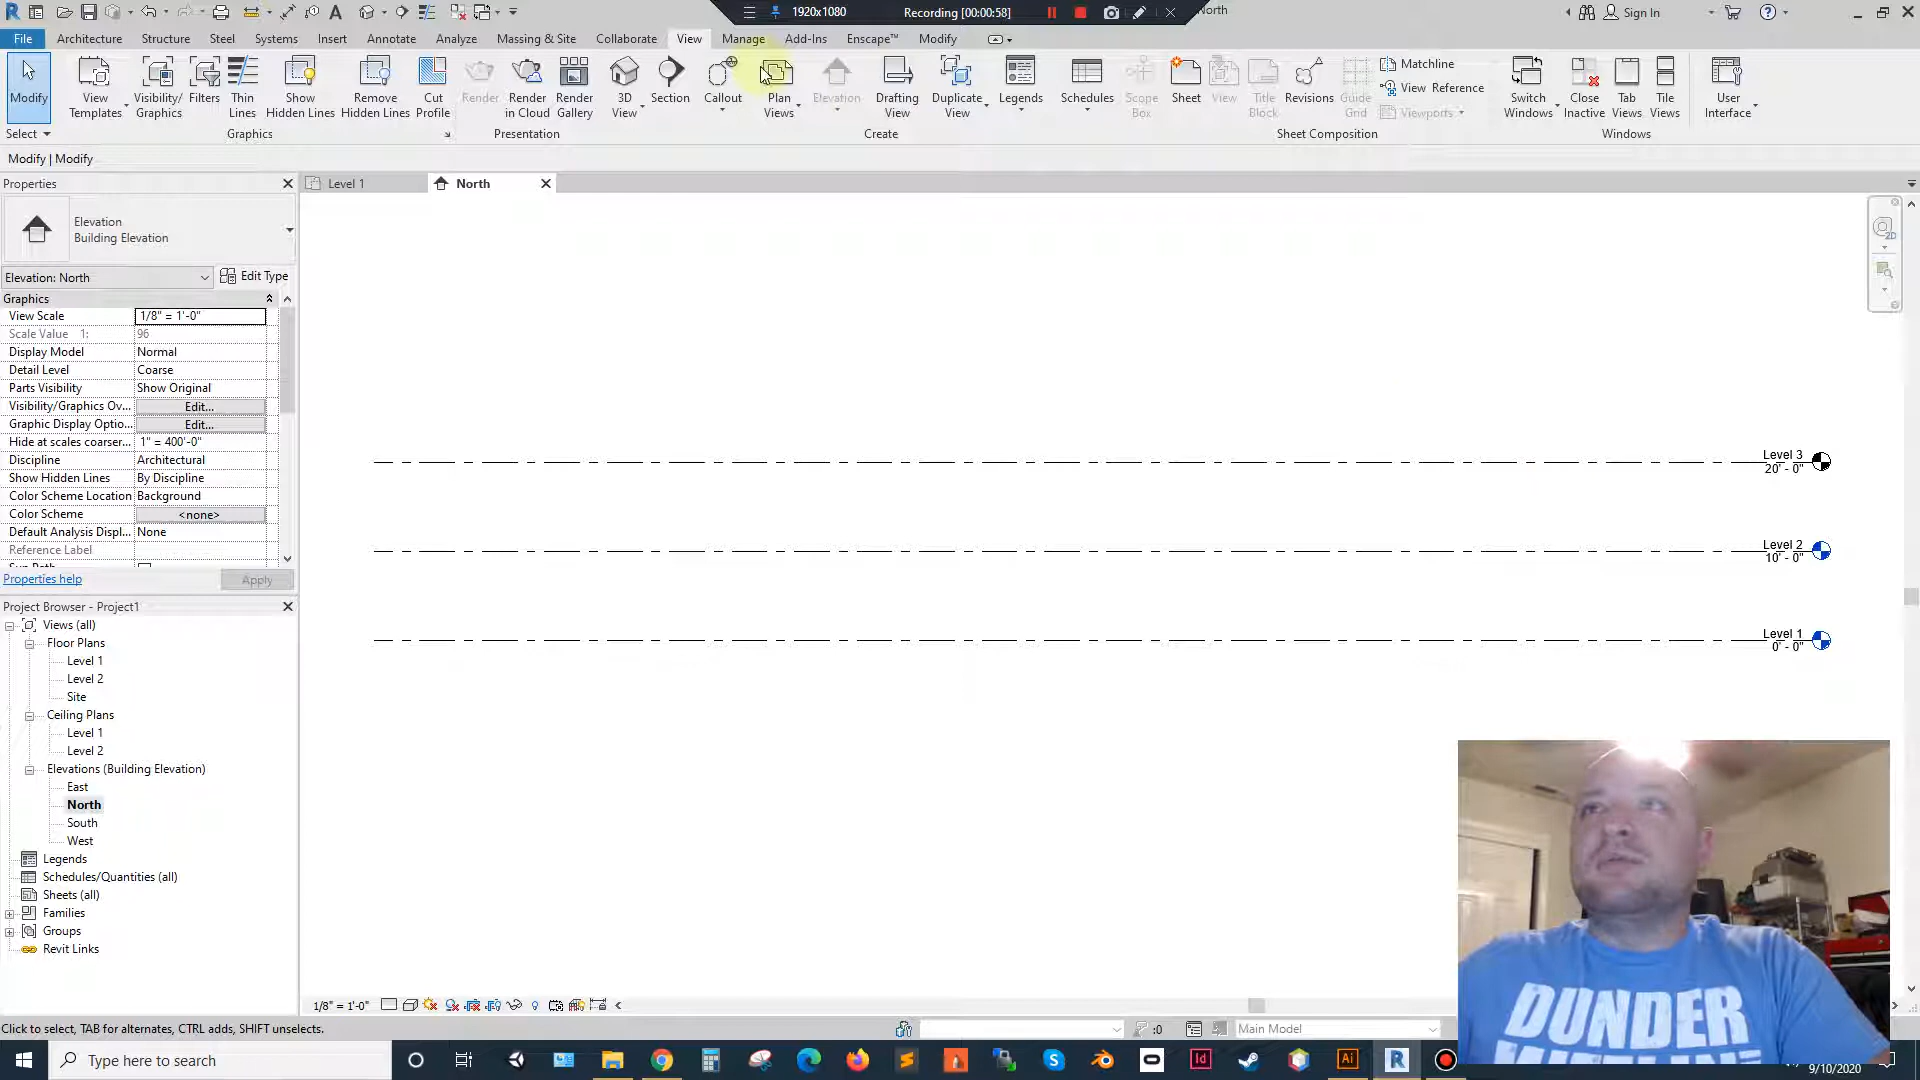 1920x1080
Recording [00:00:58]
North
Sign In
File
Architecture
Structure
Steel
Systems
Insert
Annotate
Analyze
Massing & Site
Collaborate
View
Manage
Add-Ins
Enscape™
Modify
Modify
View Templates
Visibility/ Graphics
Filters
Thin Lines
Show Hidden Lines
Remove Hidden Lines
Cut Profile
Render
Render in Cloud
Render Gallery
3D View
Section
Callout
Plan Views
Elevation
Drafting View
Duplicate View
Legends
Schedules
Scope Box
Sheet
View
Title Block
Revisions
Guide Grid
Matchline
View Reference
Viewports
Switch Windows
Close Inactive
Tab Views
Tile Views
User Interface
Select
Graphics
Presentation
Create
Sheet Composition
Windows
Modify | Modify
Properties
Level 1
North
Elevation
Building Elevation
Elevation: North
Edit Type
Graphics
View Scale
1/8" = 1'-0"
Scale Value 1:
96
Display Model
Normal
Detail Level
Coarse
Parts Visibility
Show Original
Visibility/Graphics Ov...
Edit...
Graphic Display Optio...
Edit...
Hide at scales coarser...
1" = 400'-0"
Discipline
Architectural
Show Hidden Lines
By Discipline
Color Scheme Location
Background
Color Scheme
<none>
Default Analysis Displ...
None
Reference Label
Properties help
Apply
Project Browser - Project1
Views (all)
Floor Plans
Level 1
Level 2
Site
Ceiling Plans
Level 1
Level 2
Elevations (Building Elevation)
East
North
South
West
Legends
Schedules/Quantities (all)
Sheets (all)
Families
Groups
Revit Links
Level 3
20' - 0"
Level 2
10' - 0"
Level 1
0' - 0"
DUNDER
1/8" = 1'-0"
Click to select, TAB for alternates, CTRL adds, SHIFT unselects.
:0
Main Model
Type here to search
9/10/2020